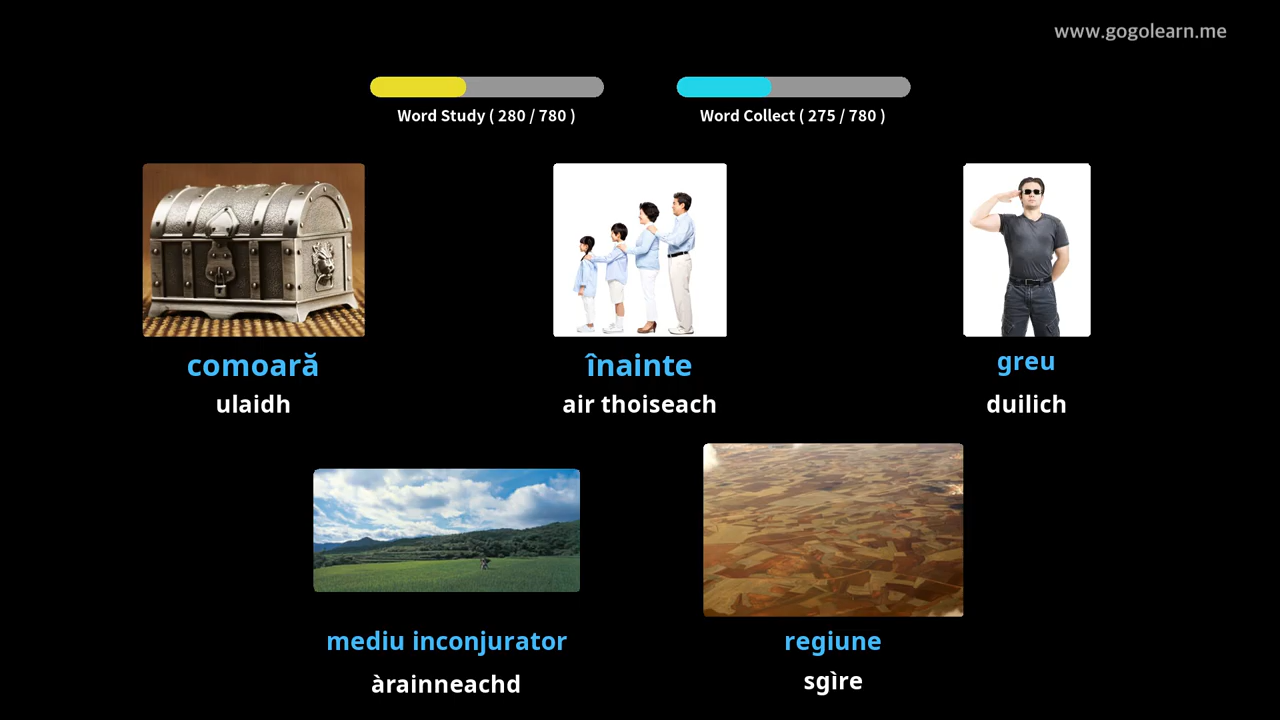 www.gogolearn.me
Word Study ( 280 / 780 )
Word Collect ( 275 / 780 )
comoară
ulaidh
înainte
air thoiseach
greu
duilich
mediu inconjurator
àrainneachd
regiune
sgìre